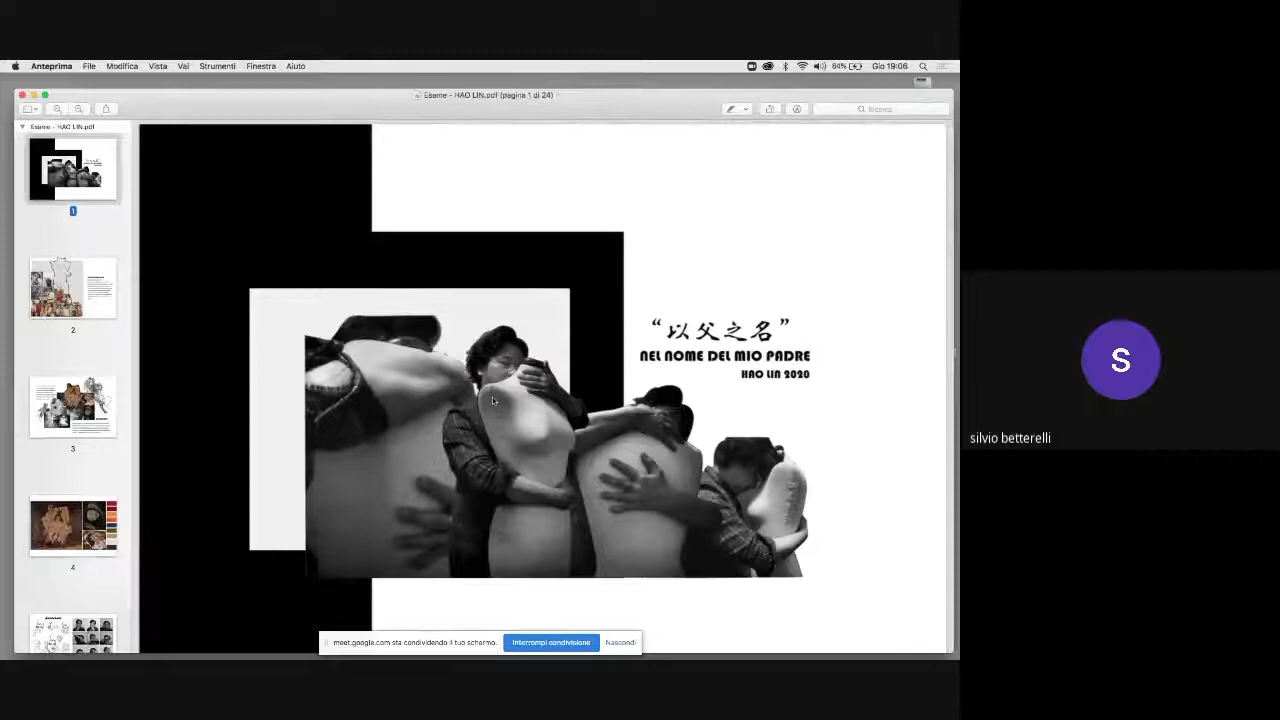 Anteprima File Modifica Vista Vai Strumenti Finestra Aiuto
84% Gio 19:06
Esame - HAO LIN.pdf (pagina 1 di 24)
Ricerca
Esame - HAO LIN.pdf
1
2
3
4
“以父之名”
NEL NOME DEL MIO PADRE
HAO LIN 2020
meet.google.com sta condividendo il tuo schermo. Interrompi condivisione Nascondi
S
silvio betterelli